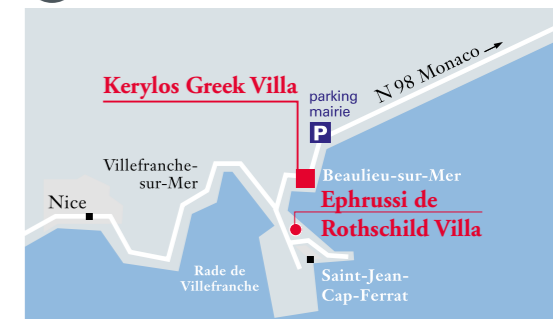 N 98 Monaco
Kerylos Greek Villa
parking
mairie
P
Villefranche-
sur-Mer
Beaulieu-sur-Mer
Nice
Ephrussi de
Rothschild Villa
Rade de
Villefranche
Saint-Jean-
Cap-Ferrat